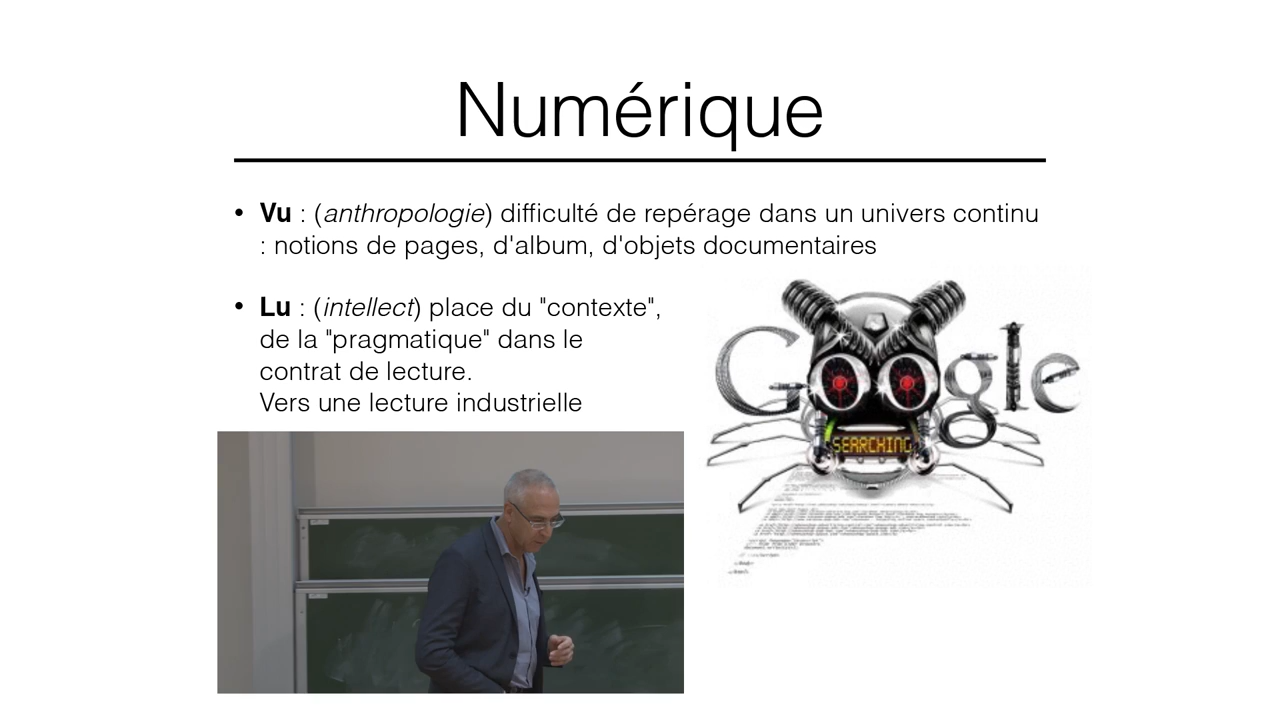 Numérique
• Vu : (anthropologie) difficulté de repérage dans un univers continu
: notions de pages, d'album, d'objets documentaires
• Lu : (intellect) place du "contexte",
de la "pragmatique" dans le
contrat de lecture.
Vers une lecture industrielle
Google
SEARCHING